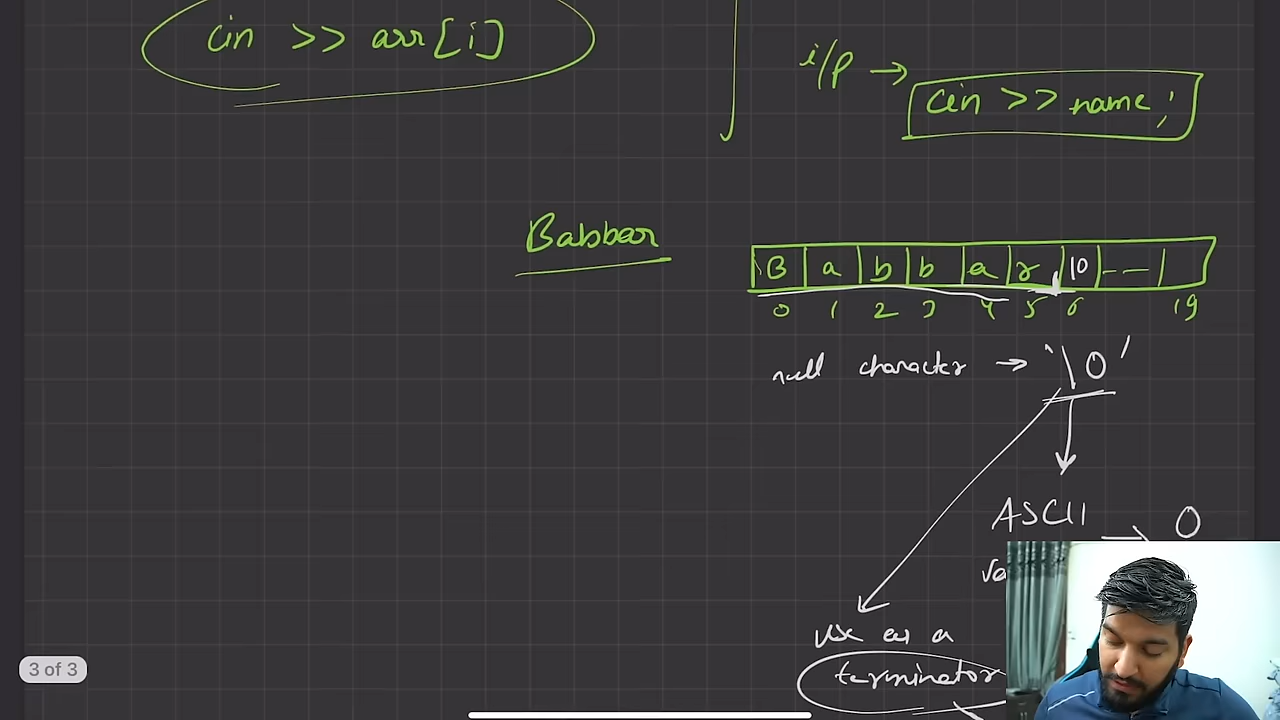 cin >> arr[i]
i/p → cin >> name;
Babbar
B a b b a r \0 - -
0 1 2 3 4 5 6 19
null character → '\0'
ASCII → 0
use as a
terminator
3 of 3